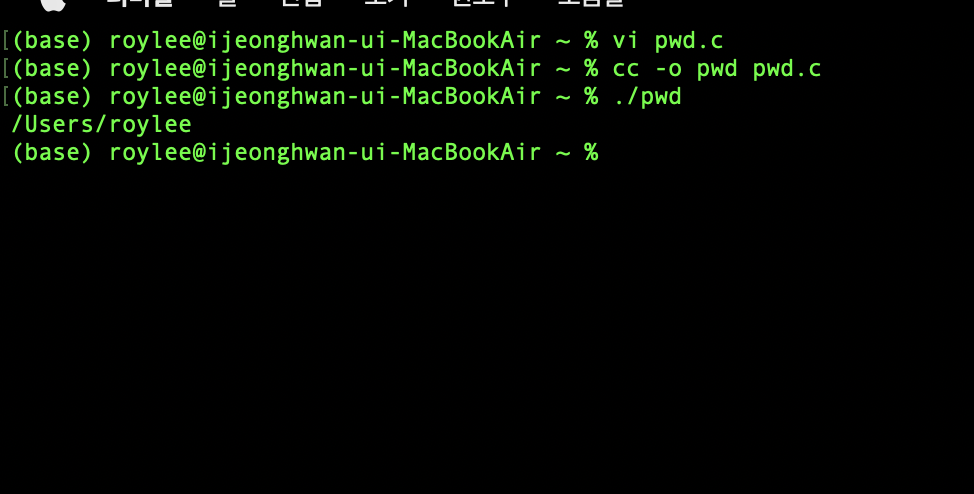 [(base) roylee@ijeonghwan-ui-MacBookAir ~ % vi pwd.c
[(base) roylee@ijeonghwan-ui-MacBookAir ~ % cc -o pwd pwd.c
[(base) roylee@ijeonghwan-ui-MacBookAir ~ % ./pwd
/Users/roylee
(base) roylee@ijeonghwan-ui-MacBookAir ~ %